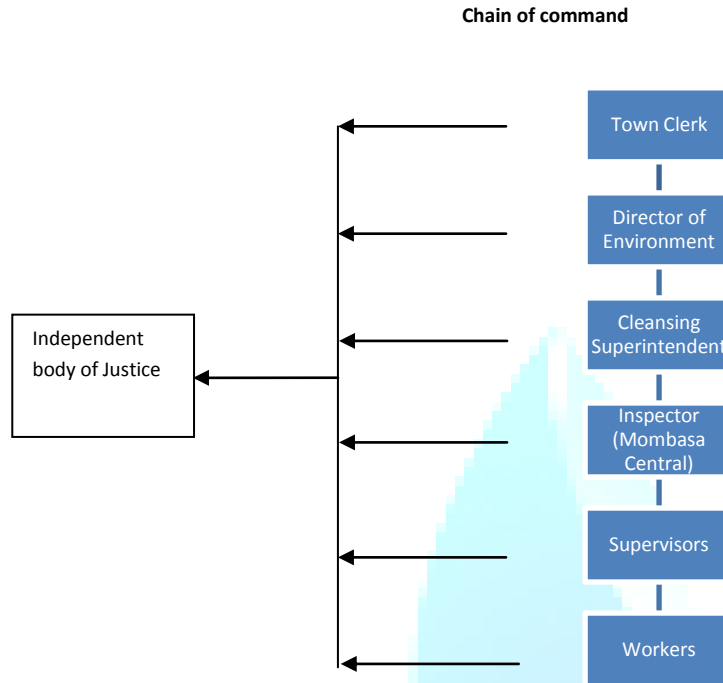 Chain of command
Town Clerk
Director of
Environment
Cleansing
Superintendent
Independent
body of Justice
Inspector
(Mombasa
Central)
Supervisors
Workers